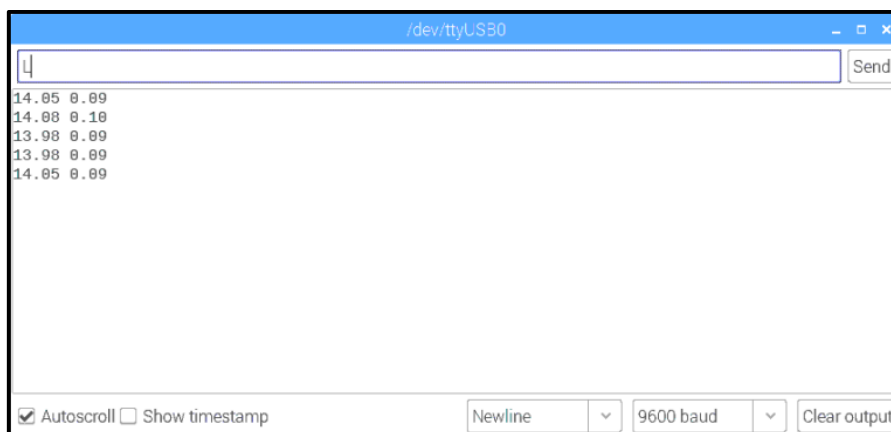 /dev/ttyUSB0
L
Send
14.05 0.09
14.08 0.10
13.98 0.09
13.98 0.09
14.05 0.09
Autoscroll Show timestamp Newline 9600 baud Clear output